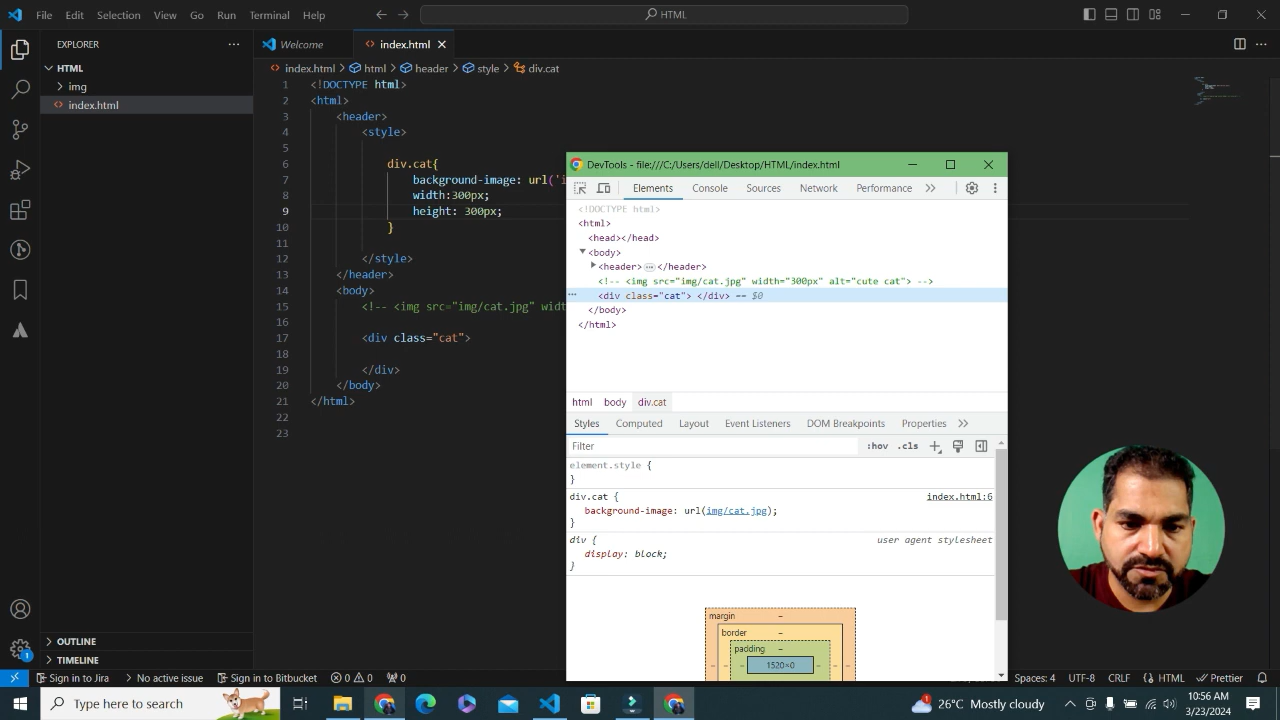 File Edit Selection View Go Run Terminal Help
HTML
EXPLORER
HTML
img
index.html
OUTLINE
TIMELINE
Welcome
index.html
index.html > html > header > style > div.cat
1 <!DOCTYPE html>
2 <html>
3 <header>
4 <style>
5
6 div.cat{
7 background-image: url('i
8 width:300px;
9 height: 300px;
10 }
11
12 </style>
13 </header>
14 <body>
15 <!-- <img src="img/cat.jpg" widt
16
17 <div class="cat">
18
19 </div>
20 </body>
21 </html>
22
23
DevTools - file:///C:/Users/dell/Desktop/HTML/index.html
Elements Console Sources Network Performance
<!DOCTYPE html>
<html>
<head></head>
<body>
<header>…</header>
<!-- <img src="img/cat.jpg" width="300px" alt="cute cat"> -->
<div class="cat"> </div> == $0
</body>
</html>
html body div.cat
Styles Computed Layout Event Listeners DOM Breakpoints Properties
Filter :hov .cls
element.style {
}
div.cat { index.html:6
background-image: url(img/cat.jpg);
}
div { user agent stylesheet
display: block;
}
margin –
border –
padding –
– – – 1520×0 – – –
Sign in to Jira No active issue Sign in to Bitbucket 0 0 0 Spaces: 4 UTF-8 CRLF HTML Prettier
1
Type here to search
1 26°C Mostly cloudy
10:56 AM
3/23/2024